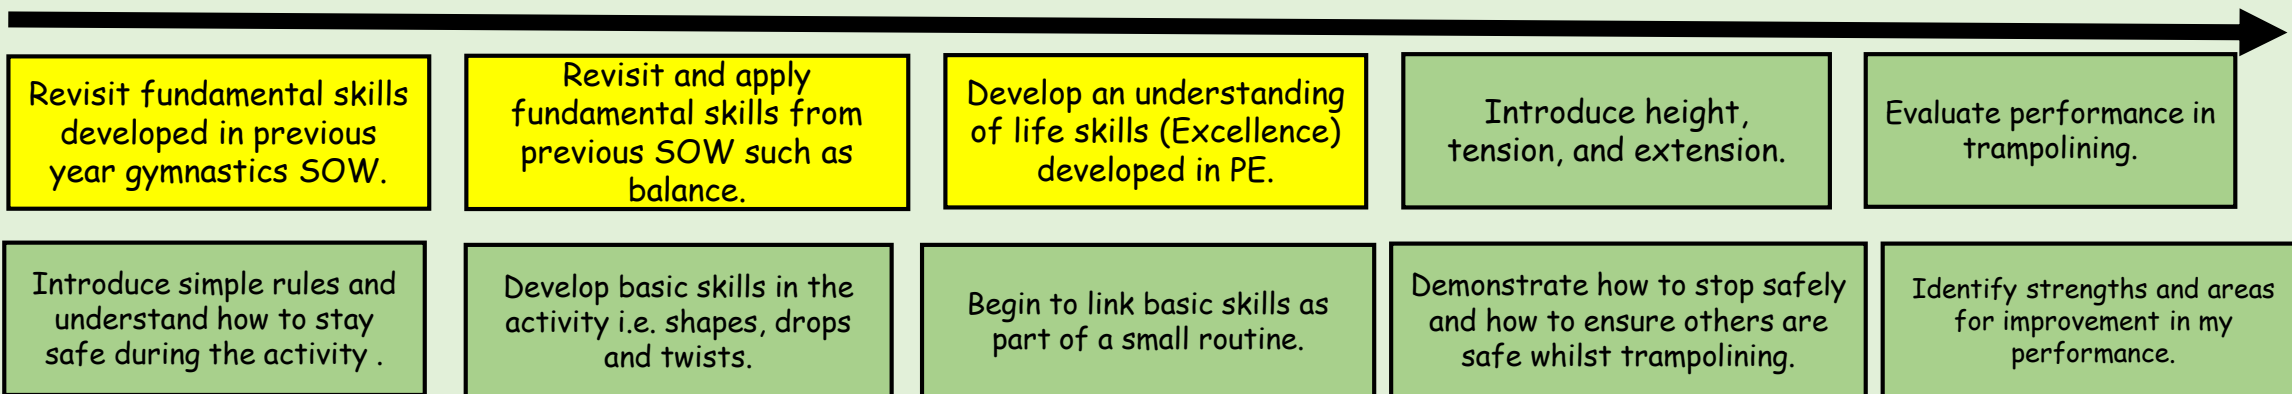 Revisit fundamental skills
developed in previous
year gymnastics SOW.
Revisit and apply
fundamental skills from
previous SOW such as
balance.
Develop an understanding
of life skills (Excellence)
developed in PE.
Introduce height,
tension, and extension.
Evaluate performance in
trampolining.
Introduce simple rules and
understand how to stay
safe during the activity .
Develop basic skills in the
activity i.e. shapes, drops
and twists.
Begin to link basic skills as
part of a small routine.
Demonstrate how to stop safely
and how to ensure others are
safe whilst trampolining.
Identify strengths and areas
for improvement in my
performance.